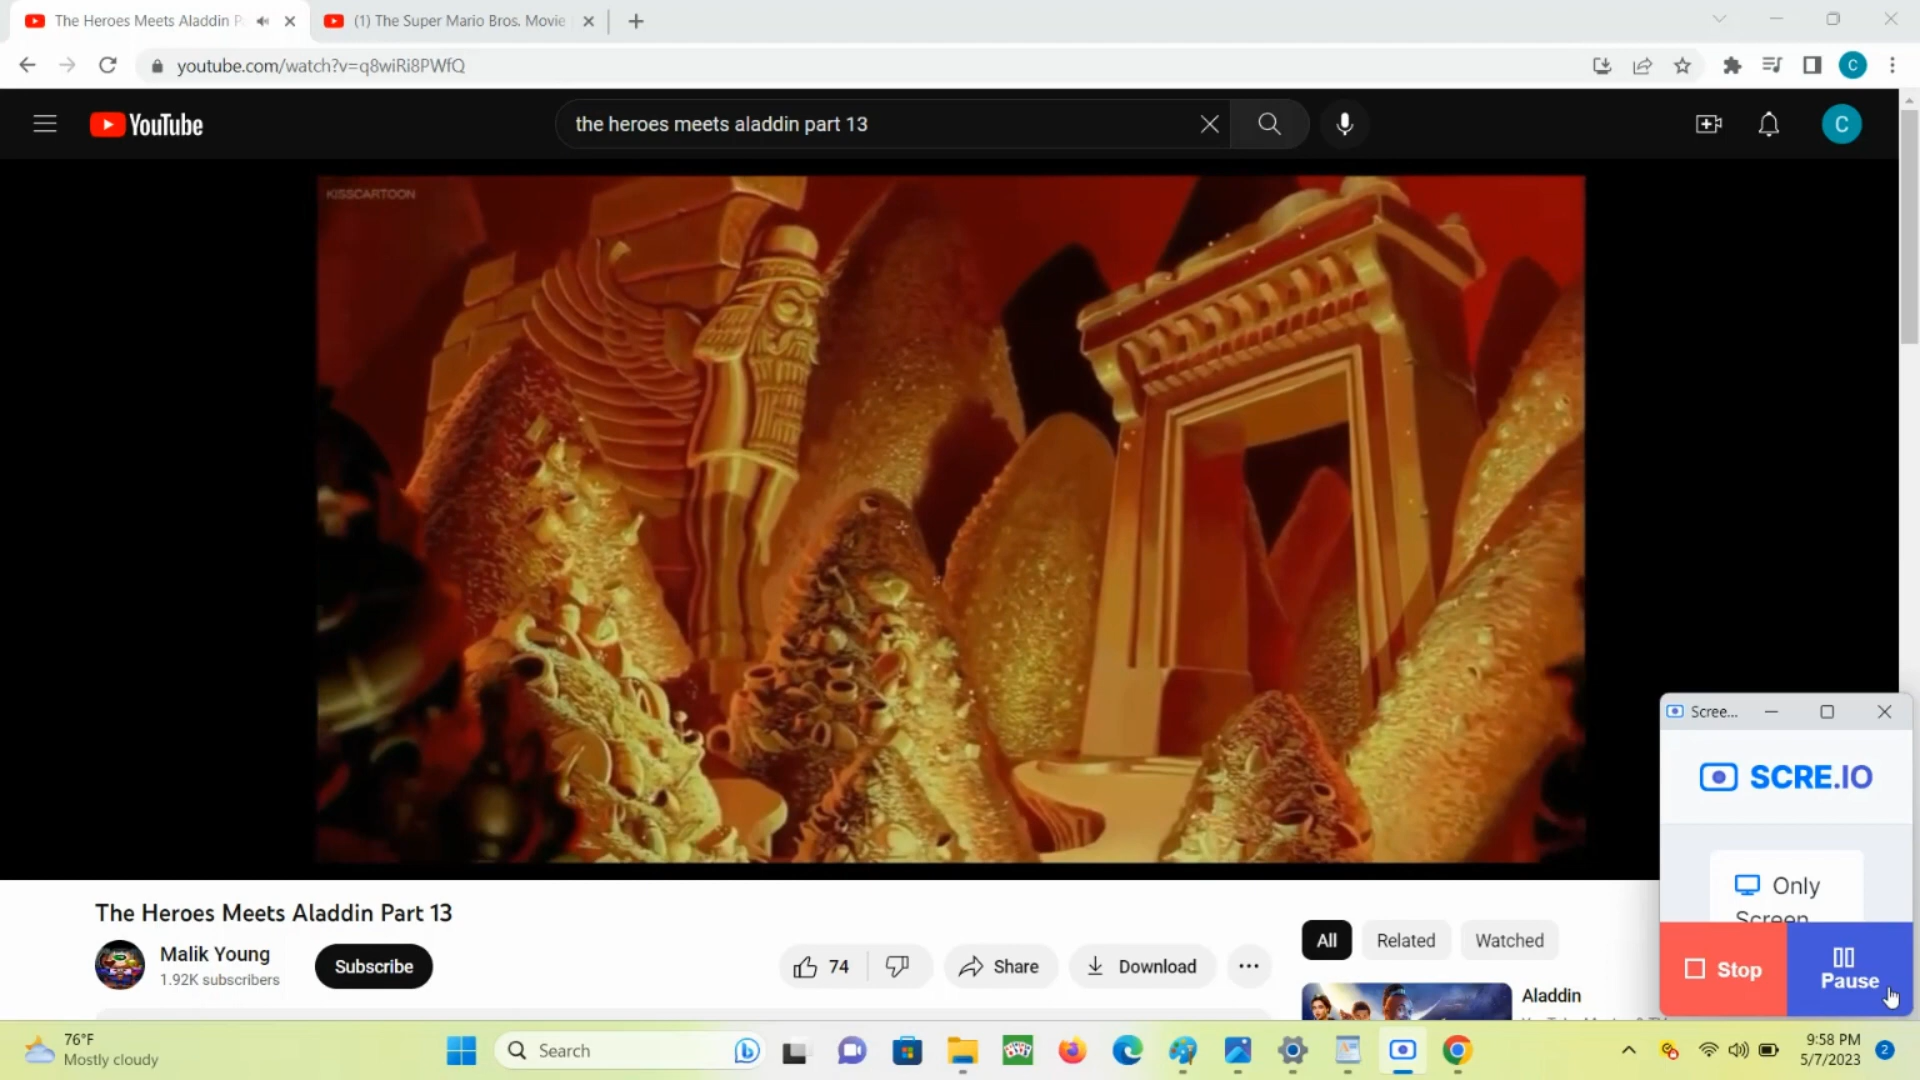 The Heroes Meets Aladdin P
(1) The Super Mario Bros. Movie
youtube.com/watch?v=q8wiRi8PWfQ
C
YouTube
the heroes meets aladdin part 13
C
KISSCARTOON
Scree...
SCRE.IO
Only
Screen
Stop
Pause
The Heroes Meets Aladdin Part 13
Malik Young
1.92K subscribers
Subscribe
74
Share
Download
All
Related
Watched
Aladdin
76°F
Mostly cloudy
Search
9:58 PM
5/7/2023
2